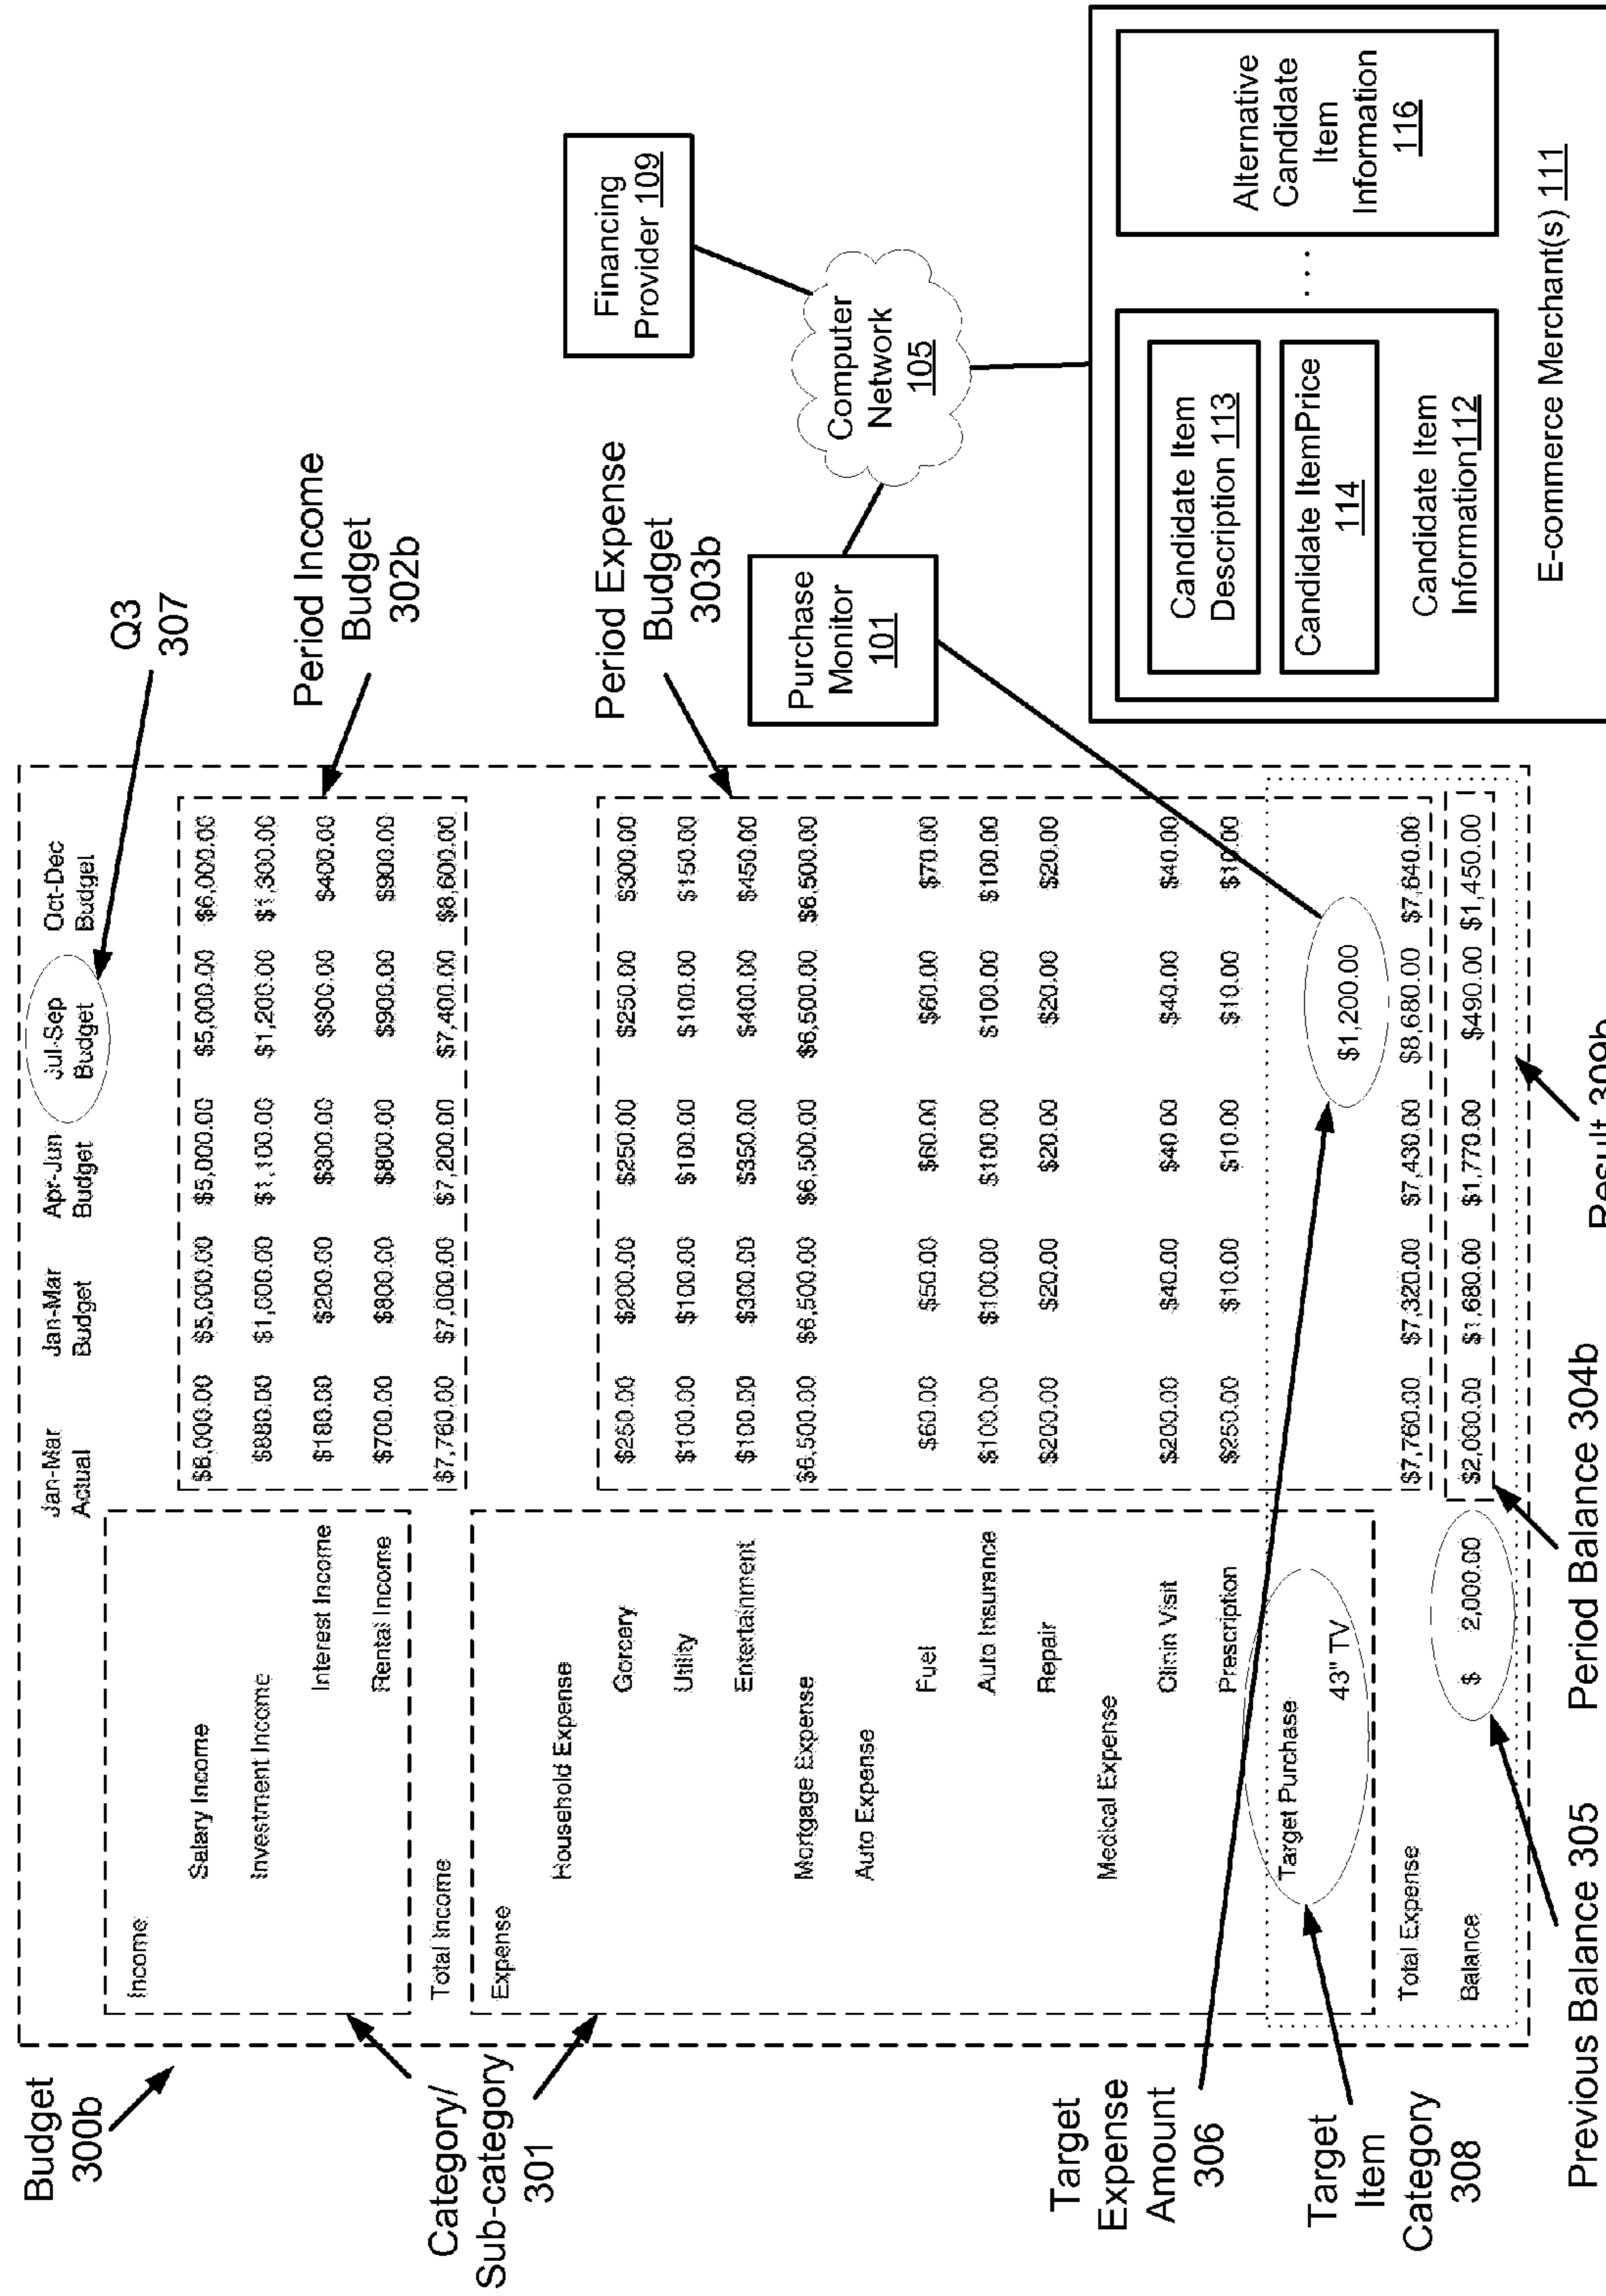 Budget
300b
Jan-Mar
Actual
Jan-Mar
Budget
Apr-Jun
Budget
Jul-Sep
Budget
Oct-Dec
Budget
Q3
307
Income
Salary Income $6,000.00 $5,000.00 $5,000.00 $5,000.00 $6,000.00
Investment Income $880.00 $1,000.00 $1,100.00 $1,200.00 $1,300.00
Interest Income $180.00 $200.00 $300.00 $300.00 $400.00
Rental Income $700.00 $800.00 $800.00 $900.00 $900.00
Total Income $7,760.00 $7,000.00 $7,200.00 $7,400.00 $8,600.00
Period Income
Budget
302b
Category/
Sub-category
301
Expense
Household Expense
Gorcery $250.00 $200.00 $250.00 $250.00 $300.00
Utility $100.00 $100.00 $100.00 $100.00 $150.00
Entertainment $100.00 $300.00 $350.00 $400.00 $450.00
Mortgage Expense $6,500.00 $6,500.00 $6,500.00 $6,500.00 $6,500.00
Auto Expense
Fuel $60.00 $50.00 $60.00 $60.00 $70.00
Auto Insurance $100.00 $100.00 $100.00 $100.00 $100.00
Repair $200.00 $20.00 $20.00 $20.00 $20.00
Medical Expense
Clinin Visit $200.00 $40.00 $40.00 $40.00 $40.00
Prescription $250.00 $10.00 $10.00 $10.00 $10.00
Target Purchase
43" TV $1,200.00
Total Expense $7,760.00 $7,320.00 $7,430.00 $8,680.00 $7,640.00
Balance $ 2,000.00 $2,000.00 $1,680.00 $1,770.00 $490.00 $1,450.00
Period Expense
Budget
303b
Target
Expense
Amount
306
Target
Item
Category
308
Previous Balance 305
Period Balance 304b
Result 309b
Purchase
Monitor
101
Computer
Network
105
Financing
Provider 109
Candidate Item
Description 113
Candidate ItemPrice
114
Candidate Item
Information112
. . .
Alternative
Candidate
Item
Information
116
E-commerce Merchant(s) 111